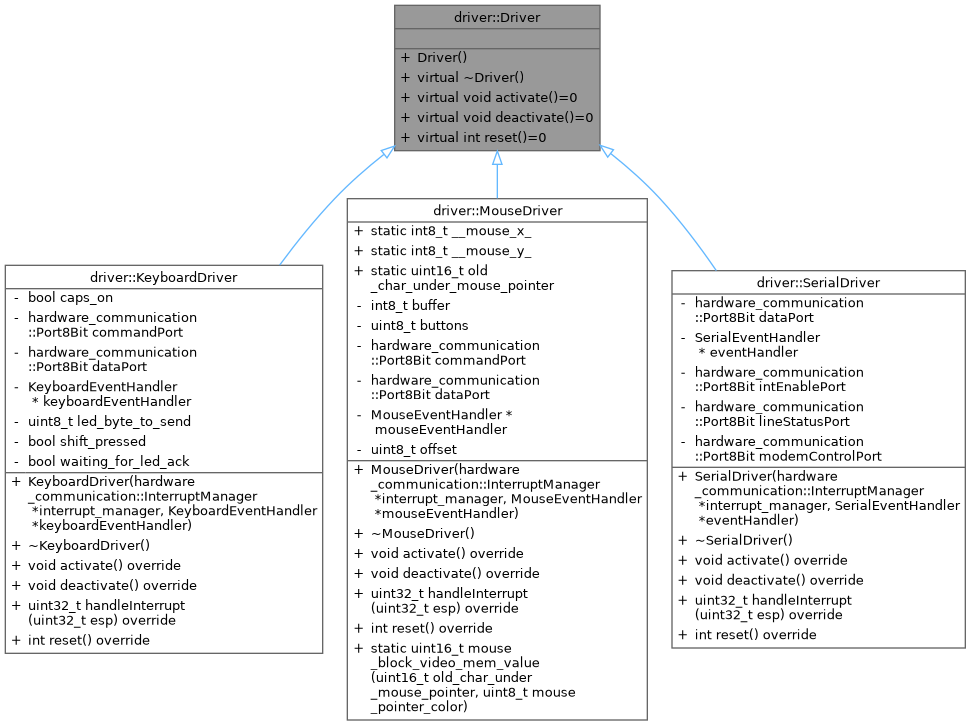 driver::Driver
+ Driver()
+ virtual ~Driver()
+ virtual void activate()=0
+ virtual void deactivate()=0
+ virtual int reset()=0
driver::KeyboardDriver
- bool caps_on
- hardware_communication
::Port8Bit commandPort
- hardware_communication
::Port8Bit dataPort
- KeyboardEventHandler
* keyboardEventHandler
- uint8_t led_byte_to_send
- bool shift_pressed
- bool waiting_for_led_ack
+ KeyboardDriver(hardware
_communication::InterruptManager
*interrupt_manager, KeyboardEventHandler
*keyboardEventHandler)
+ ~KeyboardDriver()
+ void activate() override
+ void deactivate() override
+ uint32_t handleInterrupt
(uint32_t esp) override
+ int reset() override
driver::MouseDriver
+ static int8_t __mouse_x_
+ static int8_t __mouse_y_
+ static uint16_t old
_char_under_mouse_pointer
- int8_t buffer
- uint8_t buttons
- hardware_communication
::Port8Bit commandPort
- hardware_communication
::Port8Bit dataPort
- MouseEventHandler *
mouseEventHandler
- uint8_t offset
+ MouseDriver(hardware
_communication::InterruptManager
*interrupt_manager, MouseEventHandler
*mouseEventHandler)
+ ~MouseDriver()
+ void activate() override
+ void deactivate() override
+ uint32_t handleInterrupt
(uint32_t esp) override
+ int reset() override
+ static uint16_t mouse
_block_video_mem_value
(uint16_t old_char_under
_mouse_pointer, uint8_t mouse
_pointer_color)
driver::SerialDriver
- hardware_communication
::Port8Bit dataPort
- SerialEventHandler
* eventHandler
- hardware_communication
::Port8Bit intEnablePort
- hardware_communication
::Port8Bit lineStatusPort
- hardware_communication
::Port8Bit modemControlPort
+ SerialDriver(hardware
_communication::InterruptManager
*interrupt_manager, SerialEventHandler
*eventHandler)
+ ~SerialDriver()
+ void activate() override
+ void deactivate() override
+ uint32_t handleInterrupt
(uint32_t esp) override
+ int reset() override